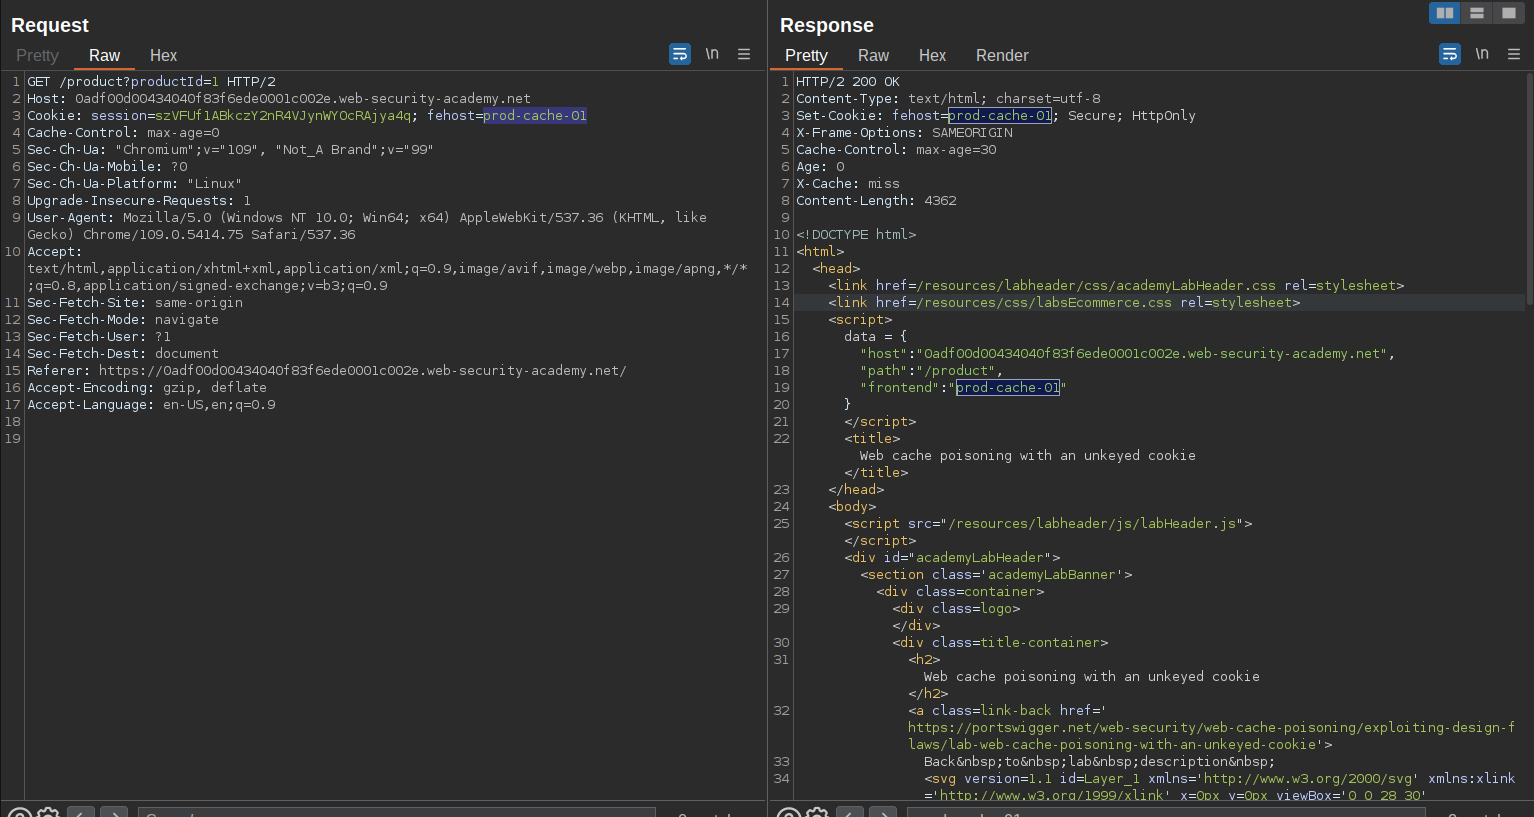 Request
Pretty Raw Hex
\n
1 GET /product?productId=1 HTTP/2
2 Host: 0adf00d00434040f83f6ede0001c002e.web-security-academy.net
3 Cookie: session=szVFUf1ABkczY2nR4VJynWYOcRAjya4q; fehost=prod-cache-01
4 Cache-Control: max-age=0
5 Sec-Ch-Ua: "Chromium";v="109", "Not_A Brand";v="99"
6 Sec-Ch-Ua-Mobile: ?0
7 Sec-Ch-Ua-Platform: "Linux"
8 Upgrade-Insecure-Requests: 1
9 User-Agent: Mozilla/5.0 (Windows NT 10.0; Win64; x64) AppleWebKit/537.36 (KHTML, like
Gecko) Chrome/109.0.5414.75 Safari/537.36
10 Accept:
text/html,application/xhtml+xml,application/xml;q=0.9,image/avif,image/webp,image/apng,*/*
;q=0.8,application/signed-exchange;v=b3;q=0.9
11 Sec-Fetch-Site: same-origin
12 Sec-Fetch-Mode: navigate
13 Sec-Fetch-User: ?1
14 Sec-Fetch-Dest: document
15 Referer: https://0adf00d00434040f83f6ede0001c002e.web-security-academy.net/
16 Accept-Encoding: gzip, deflate
17 Accept-Language: en-US,en;q=0.9
18
19
Response
Pretty Raw Hex Render
\n
1 HTTP/2 200 OK
2 Content-Type: text/html; charset=utf-8
3 Set-Cookie: fehost=prod-cache-01; Secure; HttpOnly
4 X-Frame-Options: SAMEORIGIN
5 Cache-Control: max-age=30
6 Age: 0
7 X-Cache: miss
8 Content-Length: 4362
9
10 <!DOCTYPE html>
11 <html>
12 <head>
13 <link href=/resources/labheader/css/academyLabHeader.css rel=stylesheet>
14 <link href=/resources/css/labsEcommerce.css rel=stylesheet>
15 <script>
16 data = {
17 "host":"0adf00d00434040f83f6ede0001c002e.web-security-academy.net",
18 "path":"/product",
19 "frontend":"prod-cache-01"
20 }
21 </script>
22 <title>
Web cache poisoning with an unkeyed cookie
</title>
23 </head>
24 <body>
25 <script src="/resources/labheader/js/labHeader.js">
</script>
26 <div id="academyLabHeader">
27 <section class='academyLabBanner'>
28 <div class=container>
29 <div class=logo>
</div>
30 <div class=title-container>
31 <h2>
Web cache poisoning with an unkeyed cookie
</h2>
32 <a class=link-back href='
https://portswigger.net/web-security/web-cache-poisoning/exploiting-design-f
laws/lab-web-cache-poisoning-with-an-unkeyed-cookie'>
33 Back&nbsp;to&nbsp;lab&nbsp;description&nbsp;
34 <svg version=1.1 id=Layer_1 xmlns='http://www.w3.org/2000/svg' xmlns:xlink
='http://www.w3.org/1999/xlink' x=0px y=0px viewBox='0 0 28 30'